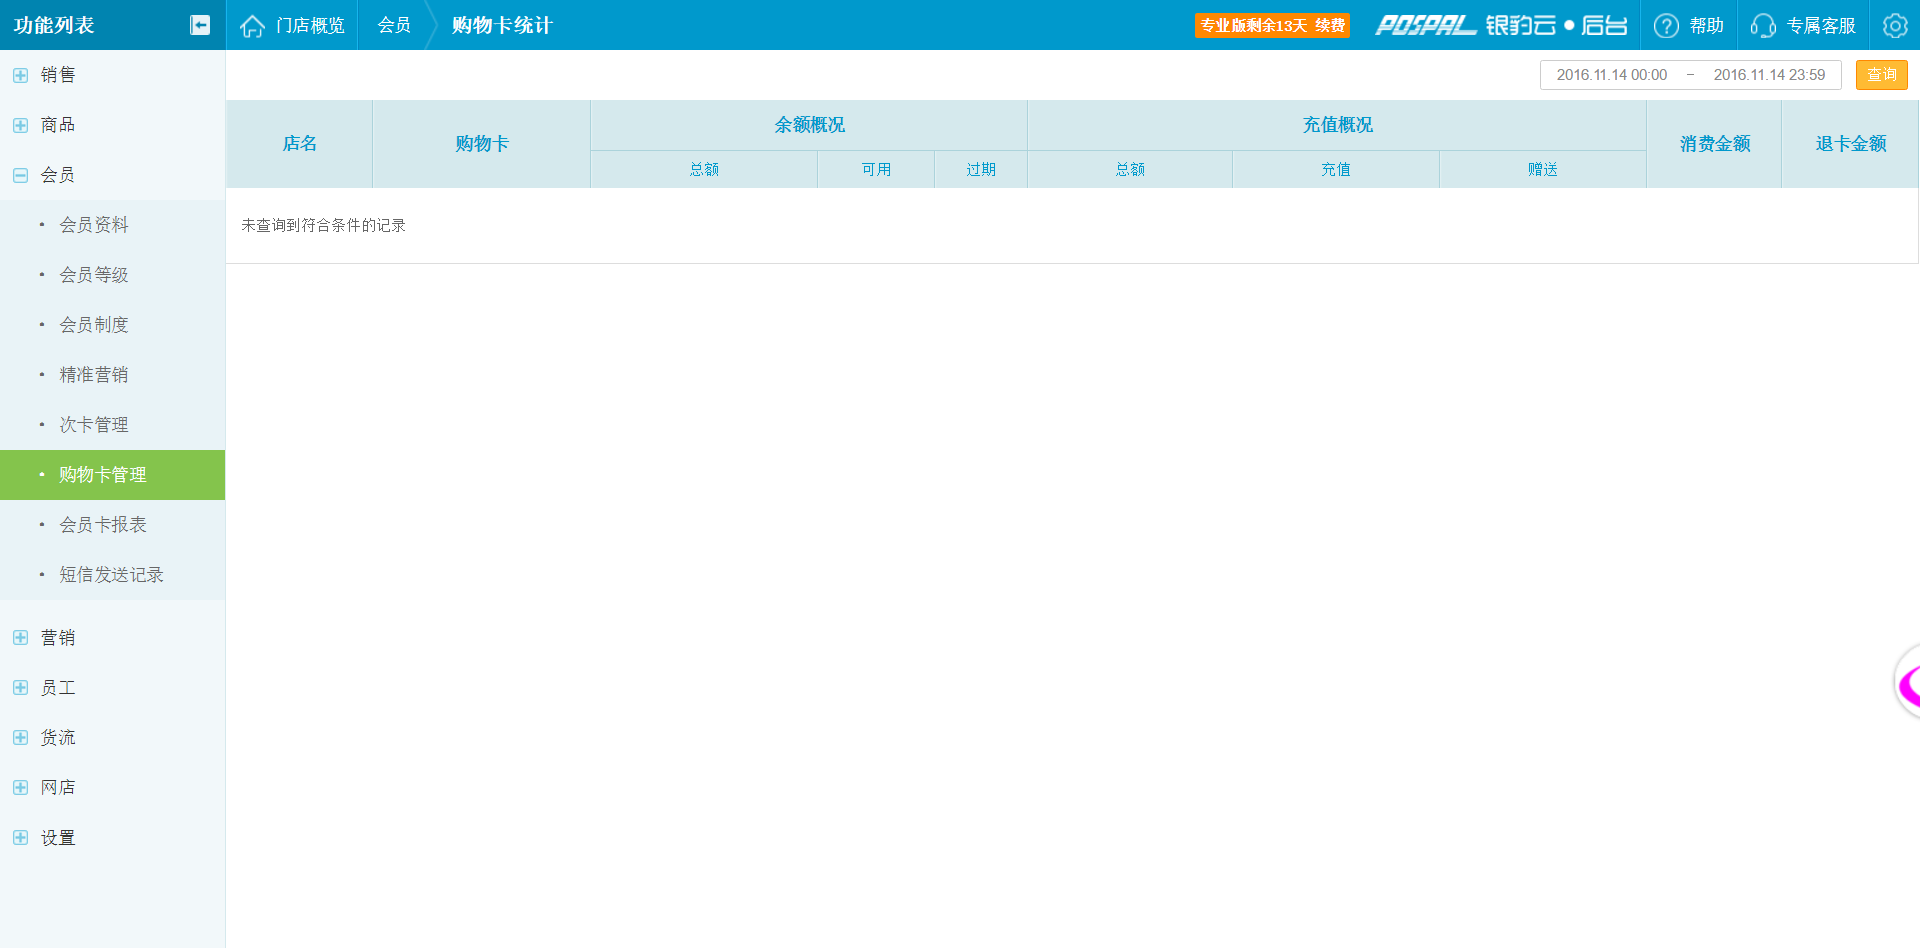 功能列表
门店概览
会员
购物卡统计
专业版剩余13天 续费
POSPAL 银豹云●后台
帮助
专属客服
2016.11.14 00:00 － 2016.11.14 23:59
查询
销售
商品
会员
会员资料
会员等级
会员制度
精准营销
次卡管理
购物卡管理
会员卡报表
短信发送记录
营销
员工
货流
网店
设置
店名 购物卡 余额概况 充值概况 消费金额 退卡金额
总额 可用 过期 总额 充值 赠送
未查询到符合条件的记录